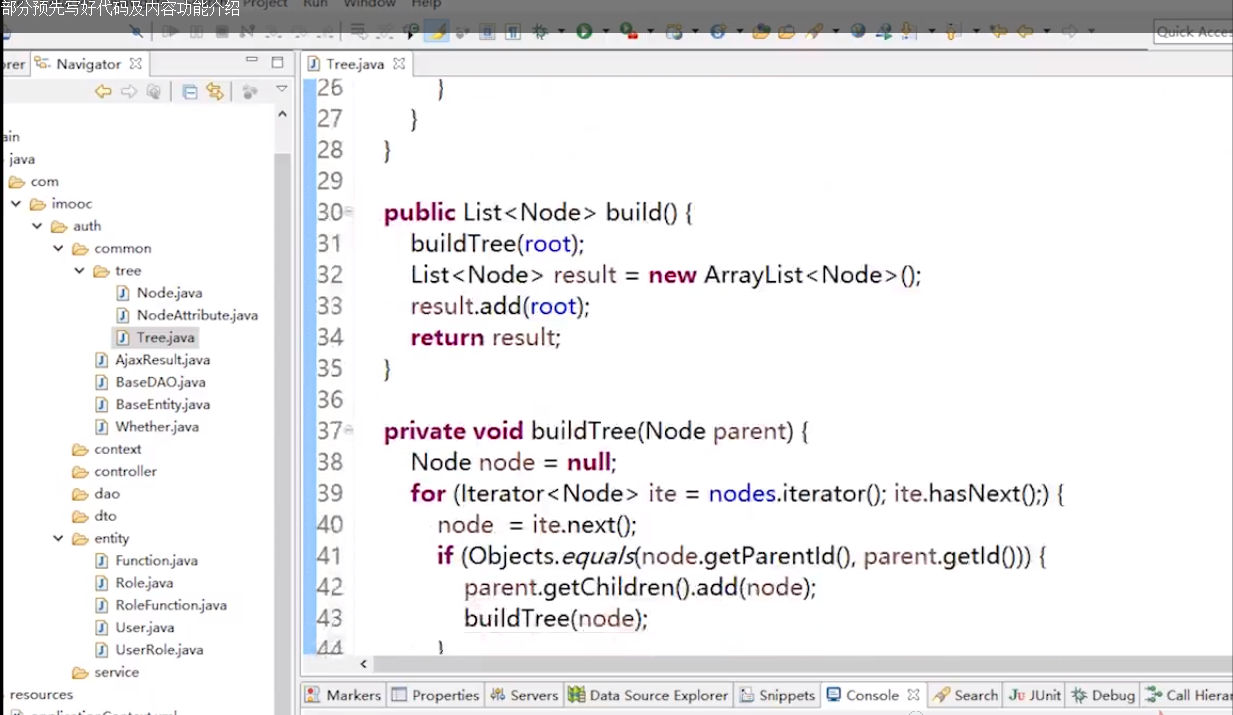 部分预先写好代码及内容功能介绍
Project Run Window Help
Quick Acces
orer Navigator
Tree.java
ain
java
com
imooc
auth
common
tree
Node.java
NodeAttribute.java
Tree.java
AjaxResult.java
BaseDAO.java
BaseEntity.java
Whether.java
context
controller
dao
dto
entity
Function.java
Role.java
RoleFunction.java
User.java
UserRole.java
service
resources
26 }
27 }
28 }
29
30 public List<Node> build() {
31 buildTree(root);
32 List<Node> result = new ArrayList<Node>();
33 result.add(root);
34 return result;
35 }
36
37 private void buildTree(Node parent) {
38 Node node = null;
39 for (Iterator<Node> ite = nodes.iterator(); ite.hasNext();) {
40 node  = ite.next();
41 if (Objects.equals(node.getParentId(), parent.getId())) {
42 parent.getChildren().add(node);
43 buildTree(node);
44 }
Markers Properties Servers Data Source Explorer Snippets Console Search JUnit Debug Call Hierar